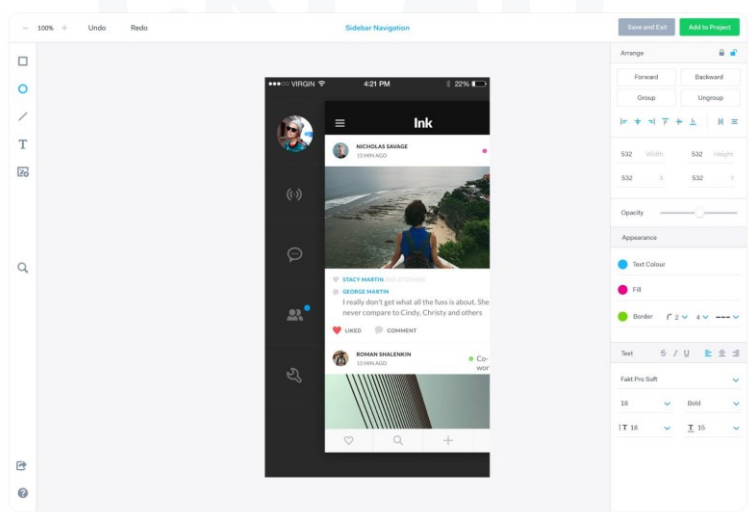 100%
Undo
Redo
Sidebar Navigation
Save and Exit
Add to Project
VIRGIN
4:21 PM
22%
Ink
NICHOLAS SAVAGE
15 MIN AGO
STACY MARTIN
GEORGE MARTIN
I really don't get what all the fuss is about. She
never compare to Cindy, Christy and others
LIKED
COMMENT
ROMAN SHALENKIN
15 MIN AGO
Co-
wor
Arrange
Forward
Backward
Group
Ungroup
532 Width
532 Height
532 X
532 Y
Opacity
Appearance
Text Colour
Fill
Border
2
4
Text
S I U
Fakt Pro Soft
18
Bold
T 16
T 15